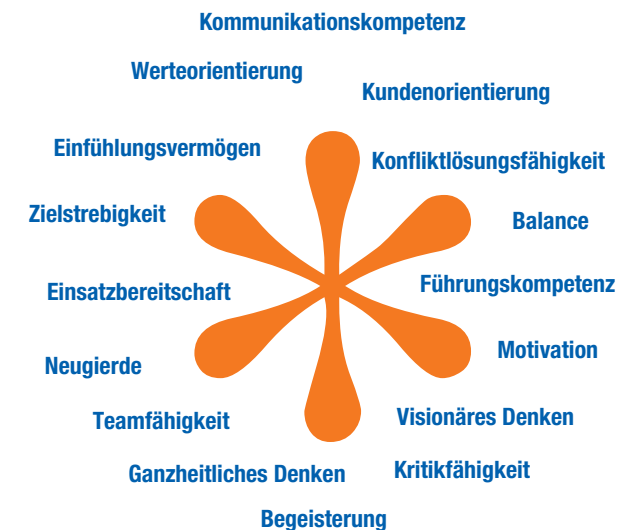 Kommunikationskompetenz
Werteorientierung
Kundenorientierung
Einfühlungsvermögen
Konfliktlösungsfähigkeit
Zielstrebigkeit
Balance
Einsatzbereitschaft
Führungskompetenz
Neugierde
Motivation
Teamfähigkeit
Visionäres Denken
Ganzheitliches Denken
Kritikfähigkeit
Begeisterung